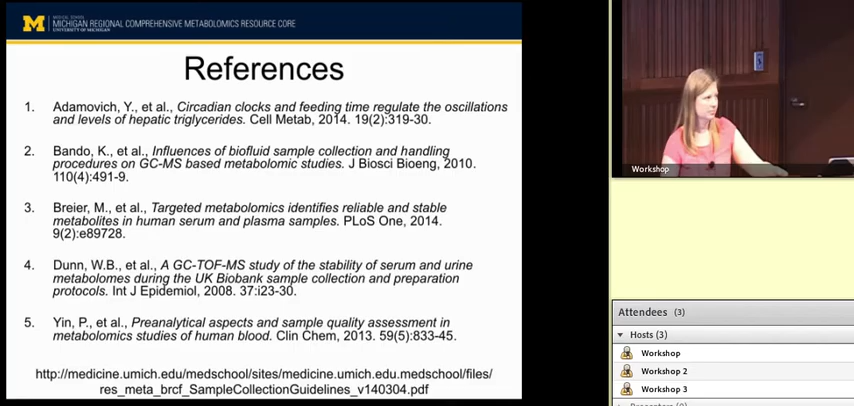 M
MEDICAL SCHOOL
MICHIGAN REGIONAL COMPREHENSIVE METABOLOMICS RESOURCE CORE
UNIVERSITY OF MICHIGAN
References
1. Adamovich, Y., et al., Circadian clocks and feeding time regulate the oscillations
and levels of hepatic triglycerides. Cell Metab, 2014. 19(2):319-30.
2. Bando, K., et al., Influences of biofluid sample collection and handling
procedures on GC-MS based metabolomic studies. J Biosci Bioeng, 2010.
110(4):491-9.
3. Breier, M., et al., Targeted metabolomics identifies reliable and stable
metabolites in human serum and plasma samples. PLoS One, 2014.
9(2):e89728.
4. Dunn, W.B., et al., A GC-TOF-MS study of the stability of serum and urine
metabolomes during the UK Biobank sample collection and preparation
protocols. Int J Epidemiol, 2008. 37:i23-30.
5. Yin, P., et al., Preanalytical aspects and sample quality assessment in
metabolomics studies of human blood. Clin Chem, 2013. 59(5):833-45.
http://medicine.umich.edu/medschool/sites/medicine.umich.edu.medschool/files/
res_meta_brcf_SampleCollectionGuidelines_v140304.pdf
Workshop
Attendees (3)
Hosts (3)
Workshop
Workshop 2
Workshop 3